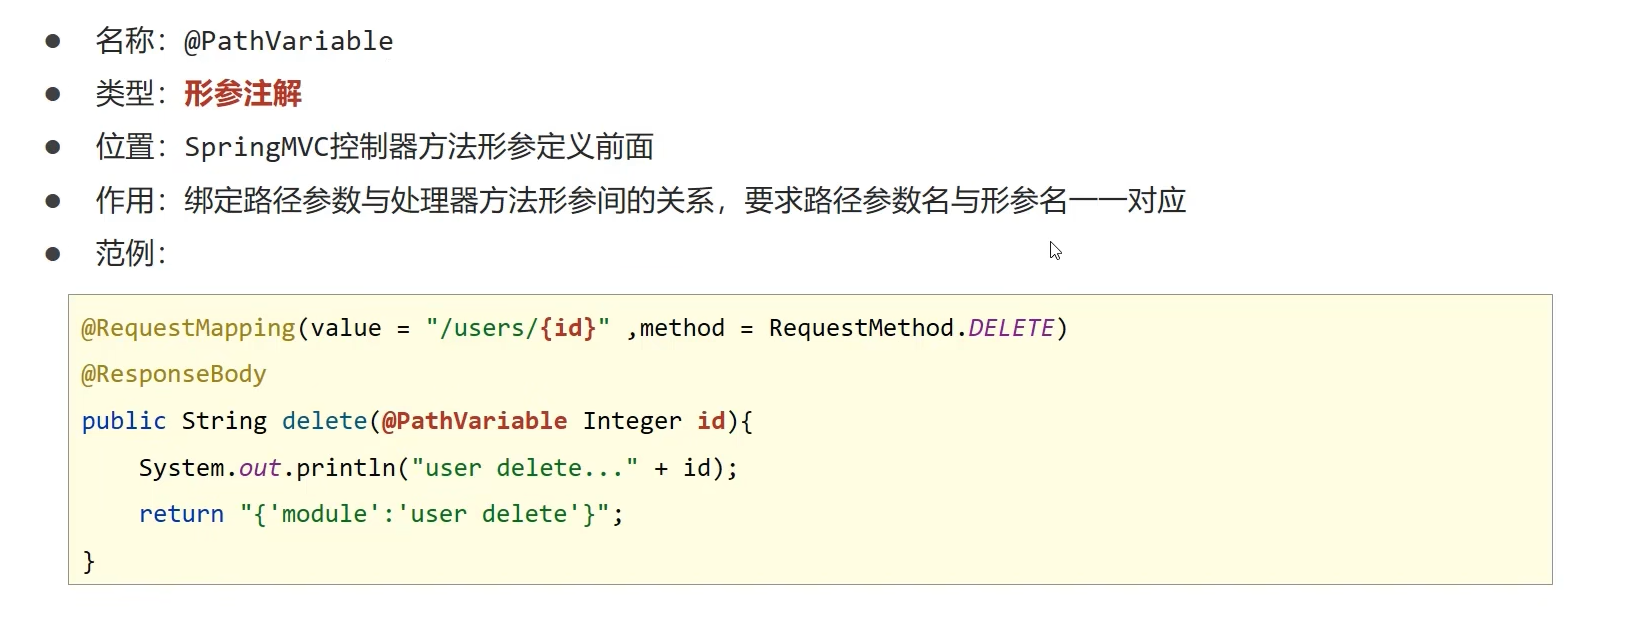 ● 名称：@PathVariable
● 类型：形参注解
● 位置：SpringMVC控制器方法形参定义前面
● 作用：绑定路径参数与处理器方法形参间的关系，要求路径参数名与形参名一一对应
● 范例：
@RequestMapping(value = "/users/{id}" ,method = RequestMethod.DELETE)
@ResponseBody
public String delete(@PathVariable Integer id){
    System.out.println("user delete..." + id);
    return "{'module':'user delete'}";
}